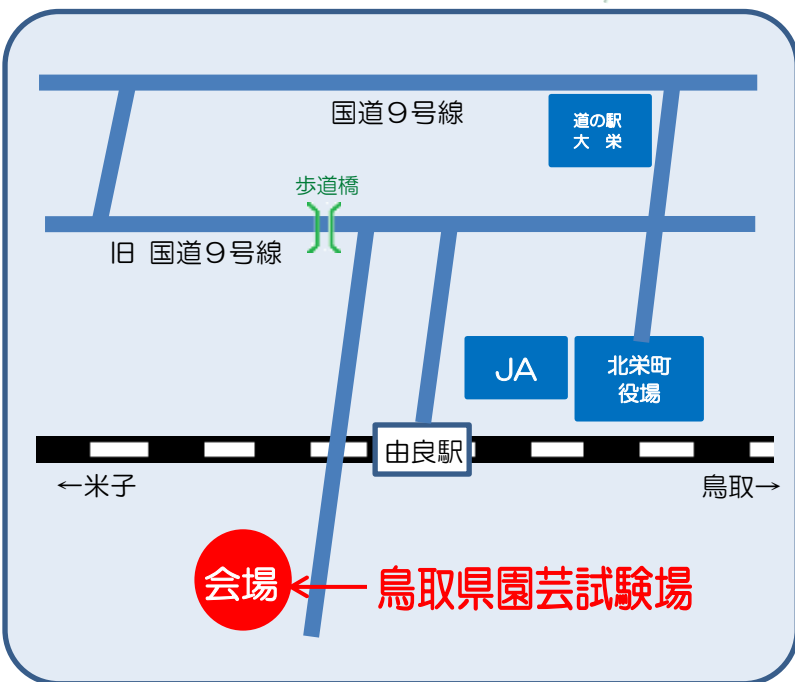 国道９号線
道の駅
大　栄
歩道橋
旧 国道９号線
JA
北栄町
役場
由良駅
←米子
鳥取→
会場
鳥取県園芸試験場